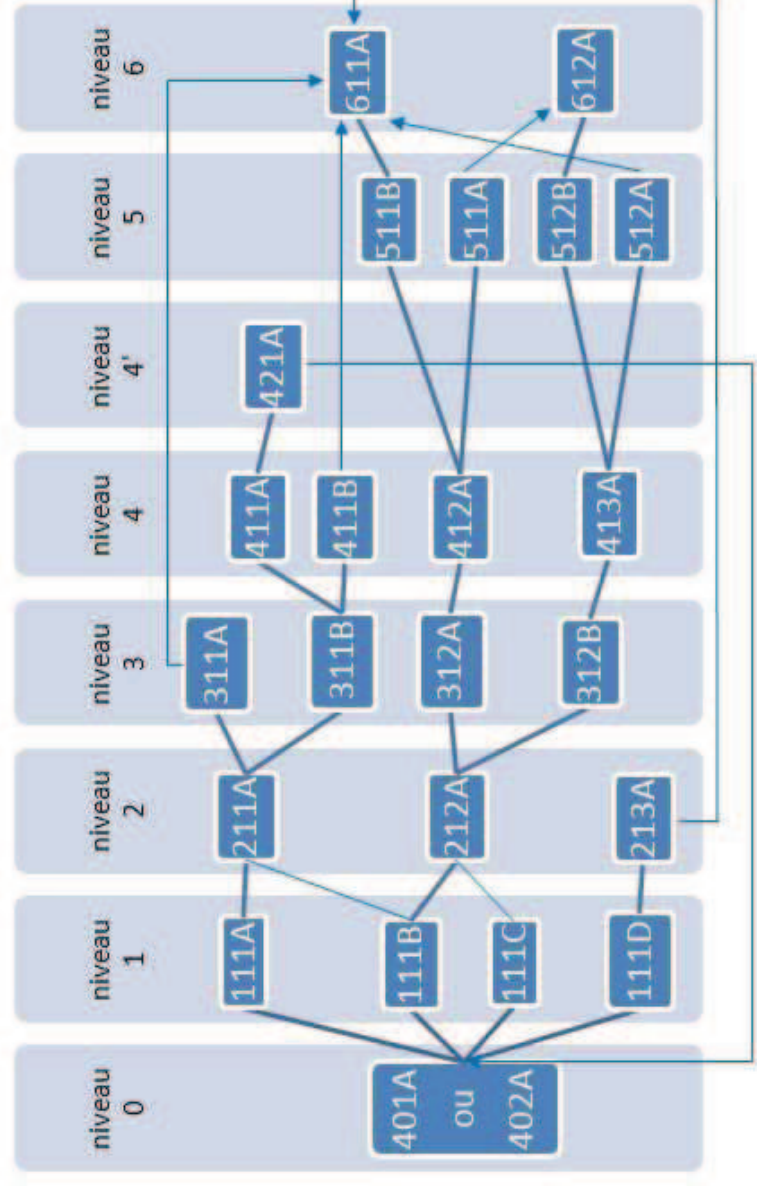 niveau
0
401A
ou
402A
niveau
1
111A
111B
111C
111D
niveau
2
211A
212A
213A
niveau
3
311A
311B
312A
312B
niveau
4
411A
411B
412A
413A
niveau
4'
421A
niveau
5
511B
511A
512B
512A
niveau
6
611A
612A